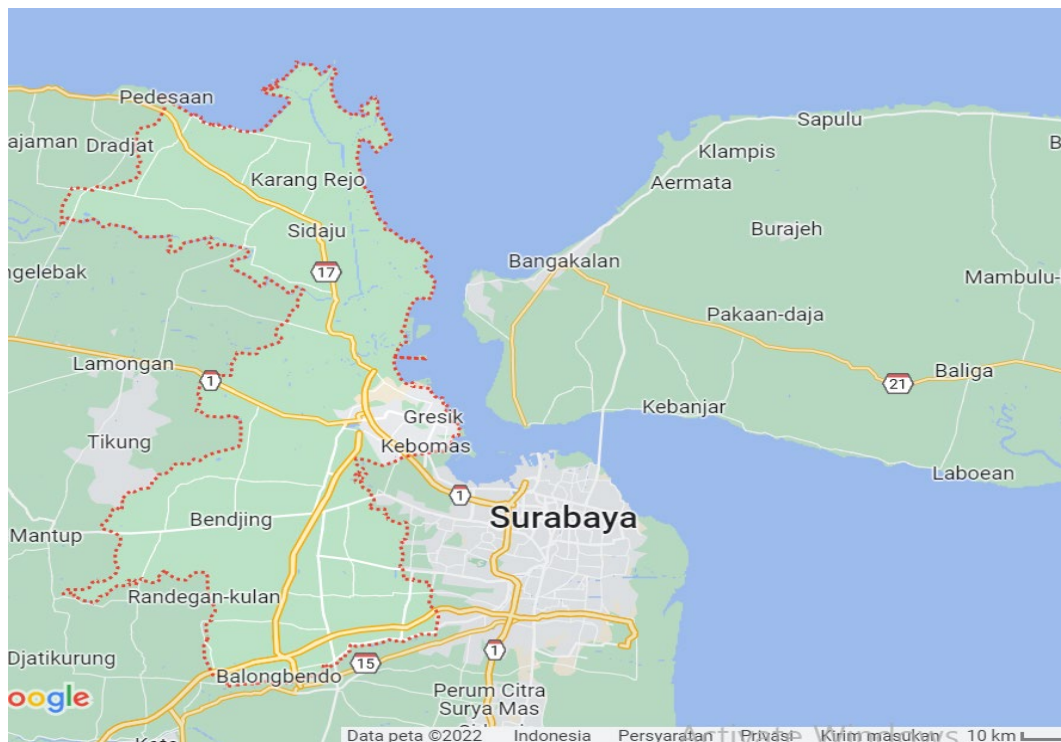 Pedesaan
Sapulu
ajaman
Dradjat
Klampis
B
Karang Rejo
Aermata
Sidaju
Burajeh
ngelebak
17
Bangakalan
Mambulu-
Pakaan-daja
Lamongan
1
21
Baliga
Gresik
Kebanjar
Tikung
Kebomas
Laboean
1
Surabaya
Bendjing
Mantup
Randegan-kulan
Djatikurung
15
1
Balongbendo
oogle
Perum Citra
Surya Mas
Data peta ©2022 Indonesia Persyaratan Privasi Kirim masukan 10 km
Activate Windows